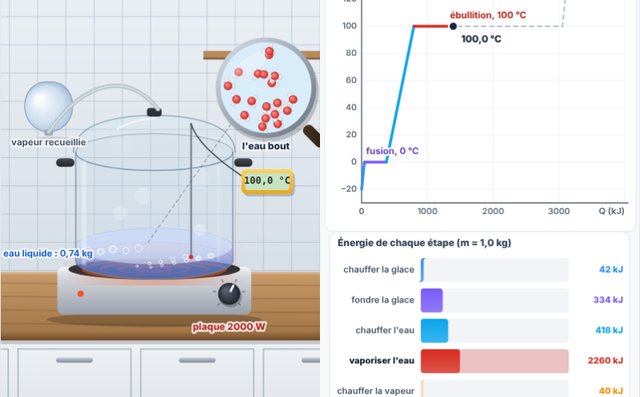 vapeur recueillie
l'eau bout
100,0 °C
eau liquide : 0,74 kg
plaque 2000 W
100
80
60
40
20
0
−20
0
1000
2000
3000
Q (kJ)
ébullition, 100 °C
100,0 °C
fusion, 0 °C
Énergie de chaque étape (m = 1,0 kg)
chauffer la glace 42 kJ
fondre la glace 334 kJ
chauffer l'eau 418 kJ
vaporiser l'eau 2260 kJ
chauffer la vapeur 40 kJ